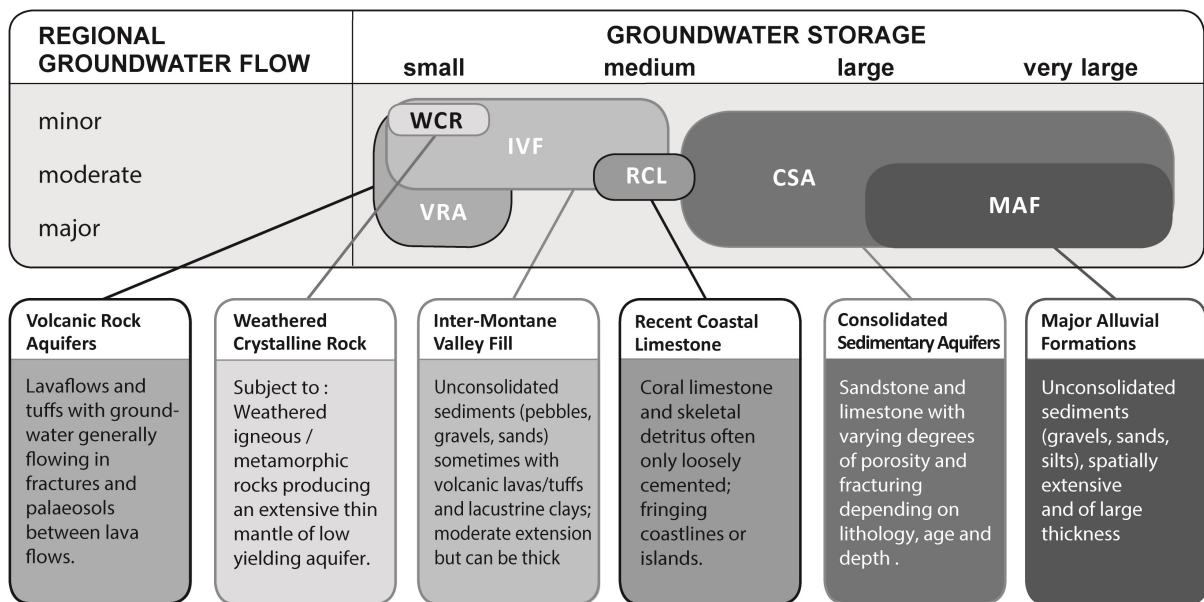 REGIONAL
GROUNDWATER FLOW
GROUNDWATER STORAGE
small medium large very large
minor
moderate
major
WCR
IVF
RCL
VRA
CSA
MAF
Volcanic Rock
Aquifers
Lavaflows and
tuffs with ground-
water generally
flowing in
fractures and
palaeosols
between lava
flows.
Weathered
Crystalline Rock
Subject to :
Weathered
igneous /
metamorphic
rocks producing
an extensive thin
mantle of low
yielding aquifer.
Inter-Montane
Valley Fill
Unconsolidated
sediments (pebbles,
gravels, sands)
sometimes with
volcanic lavas/tuffs
and lacustrine clays;
moderate extension
but can be thick
Recent Coastal
Limestone
Coral limestone
and skeletal
detritus often
only loosely
cemented;
fringing
coastlines or
islands.
Consolidated
Sedimentary Aquifers
Sandstone and
limestone with
varying degrees
of porosity and
fracturing
depending on
lithology, age and
depth .
Major Alluvial
Formations
Unconsolidated
sediments
(gravels, sands,
silts), spatially
extensive
and of large
thickness